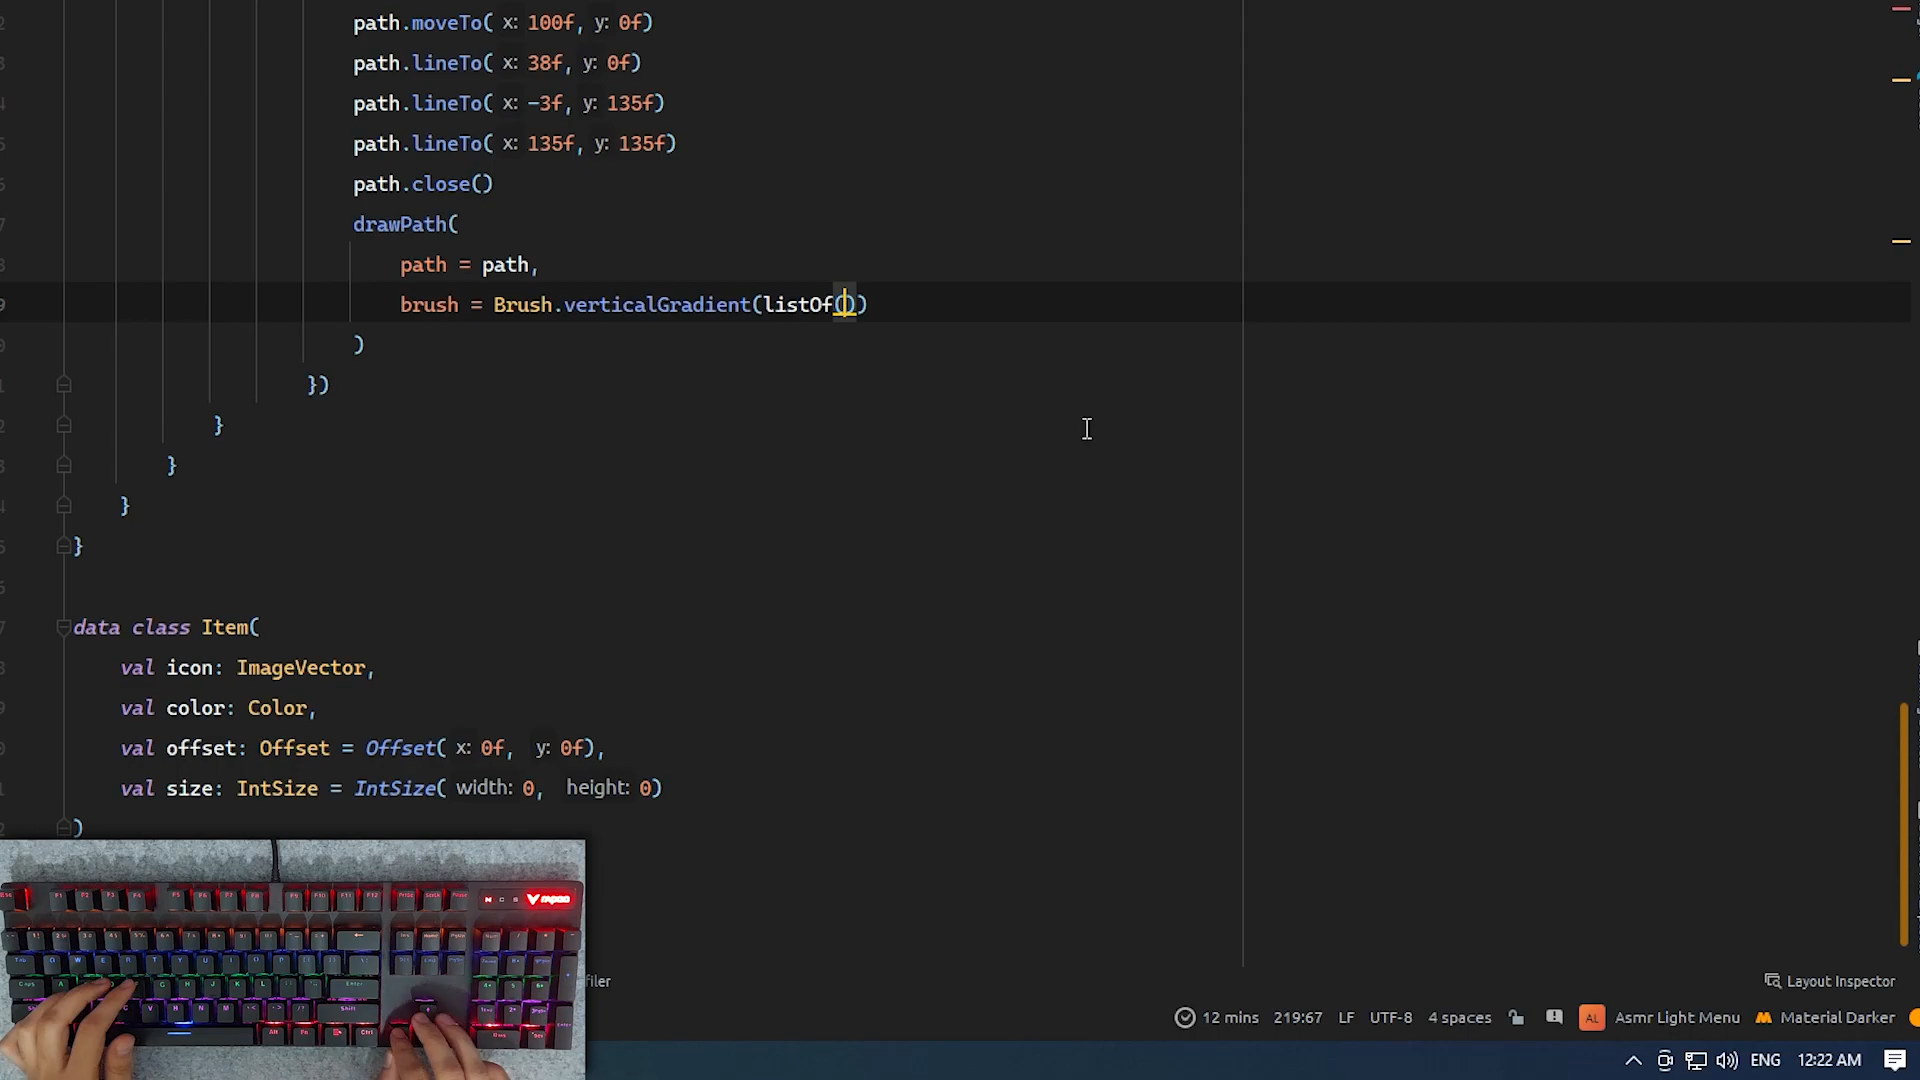 path.moveTo( x: 100f, y: 0f)
path.lineTo( x: 38f, y: 0f)
path.lineTo( x: -3f, y: 135f)
path.lineTo( x: 135f, y: 135f)
path.close()
drawPath(
path = path,
brush = Brush.verticalGradient(listOf())
)
})
}
}
}
}
data class Item(
val icon: ImageVector,
val color: Color,
val offset: Offset = Offset( x: 0f, y: 0f),
val size: IntSize = IntSize( width: 0, height: 0)
)
filer
Layout Inspector
12 mins 219:67 LF UTF-8 4 spaces AL Asmr Light Menu Material Darker
ENG 12:22 AM